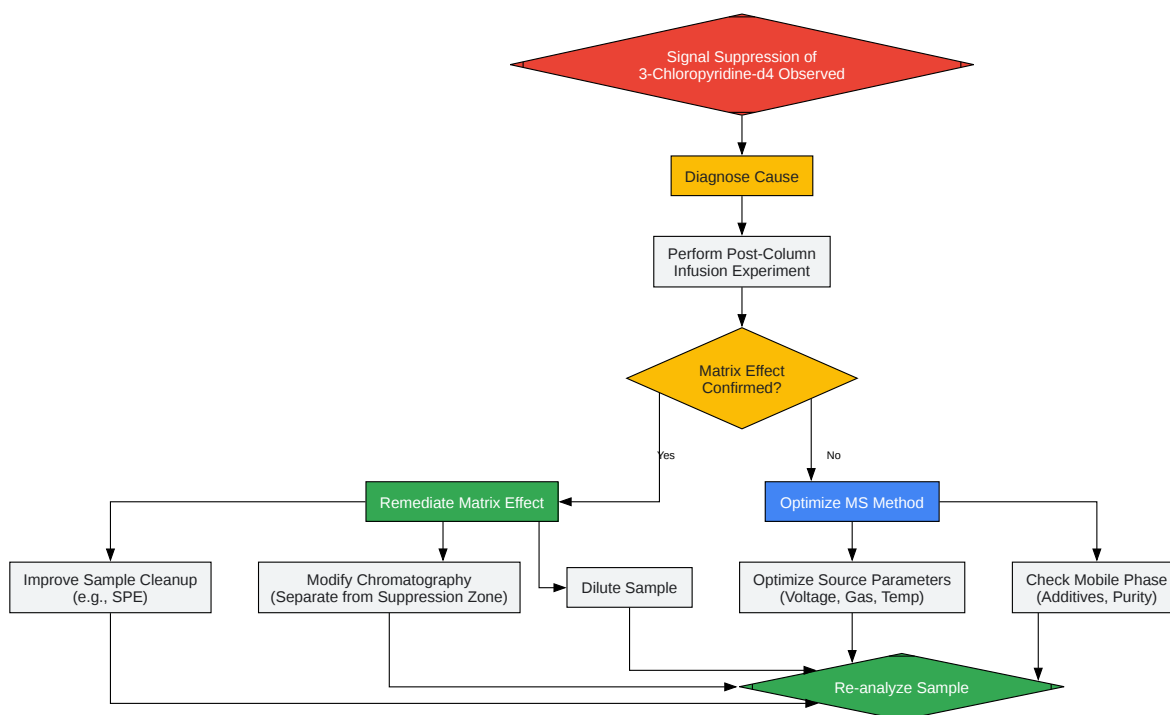 Signal Suppression of
3-Chloropyridine-d4 Observed
Diagnose Cause
Perform Post-Column
Infusion Experiment
Matrix Effect
Confirmed?
Yes
No
Remediate Matrix Effect
Optimize MS Method
Improve Sample Cleanup
(e.g., SPE)
Modify Chromatography
(Separate from Suppression Zone)
Dilute Sample
Optimize Source Parameters
(Voltage, Gas, Temp)
Check Mobile Phase
(Additives, Purity)
Re-analyze Sample